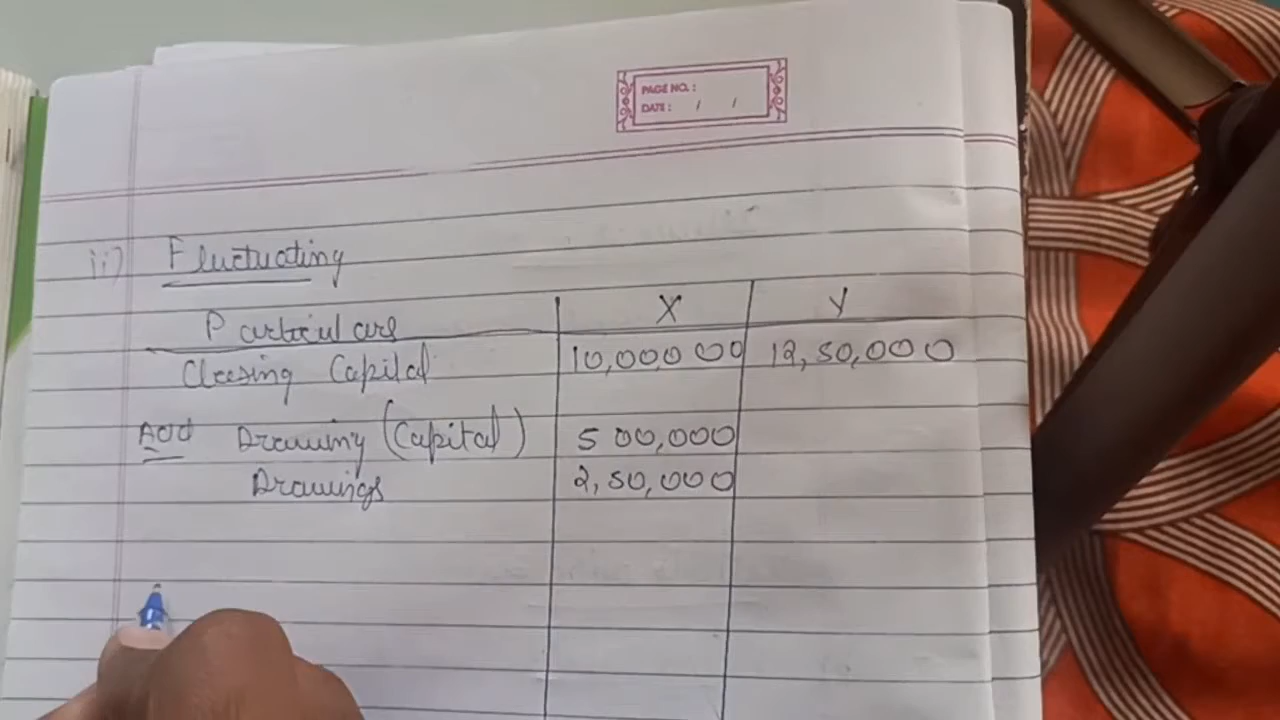 PAGE NO. :
DATE : / /
ii) Fluctuating
Particulars X Y
Closing Capital 10,000 00 12,50,000
Add Drawing (Capital) 5 00,000
Drawings 2,50,000